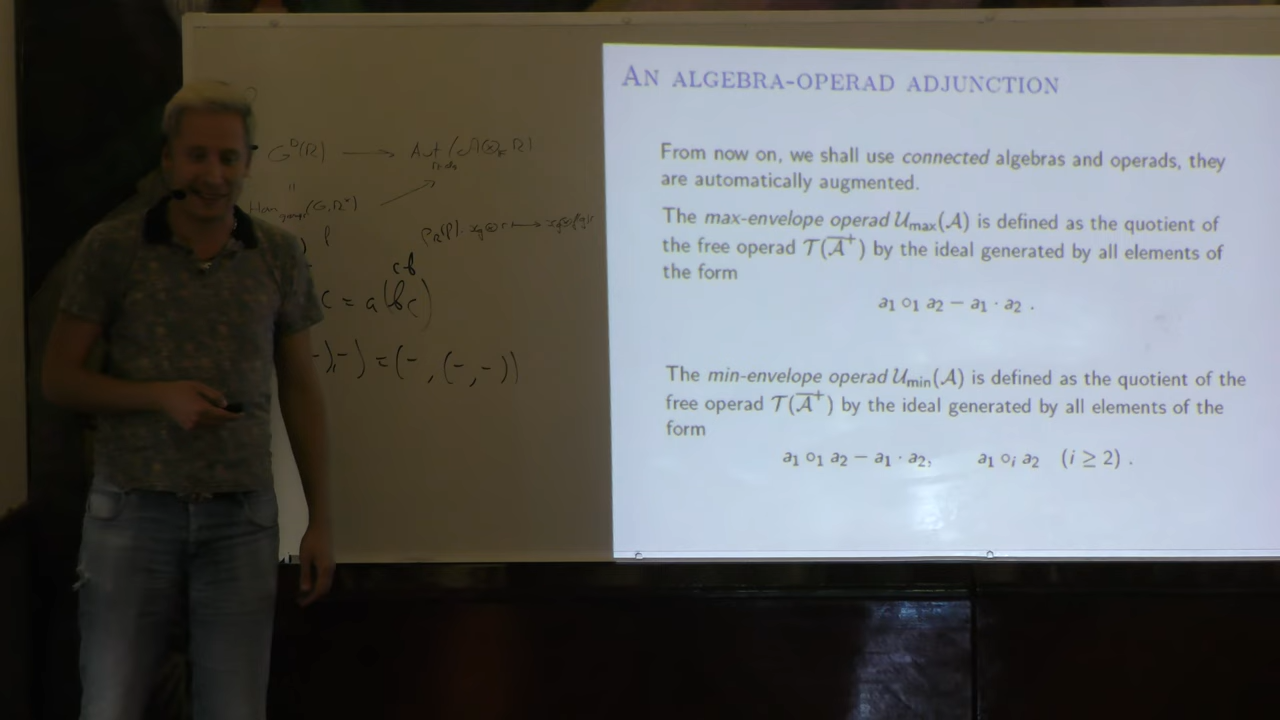 AN ALGEBRA-OPERAD ADJUNCTION
From now on, we shall use connected algebras and operads, they
are automatically augmented.
The max-envelope operad 𝒰max(𝒜) is defined as the quotient of
the free operad 𝒯(𝒜̅⁺) by the ideal generated by all elements of
the form
a₁ ∘₁ a₂ − a₁ · a₂ .
The min-envelope operad 𝒰min(𝒜) is defined as the quotient of the
free operad 𝒯(𝒜̅⁺) by the ideal generated by all elements of the
form
a₁ ∘₁ a₂ − a₁ · a₂, a₁ ∘ᵢ a₂ (i ≥ 2) .
G^D(R) ⟶ Aut
(G, R^×)
cb
c = a(bc)
-),-) = (-, (-,-))